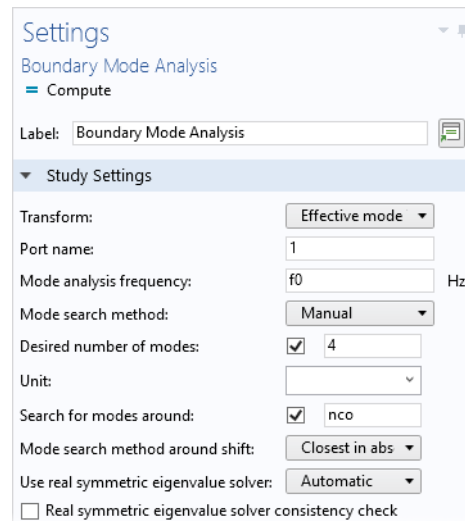 Settings
Boundary Mode Analysis
= Compute
Label: Boundary Mode Analysis
Study Settings
Transform: Effective mode
Port name: 1
Mode analysis frequency: f0 Hz
Mode search method: Manual
Desired number of modes: 4
Unit:
Search for modes around: nco
Mode search method around shift: Closest in abs
Use real symmetric eigenvalue solver: Automatic
Real symmetric eigenvalue solver consistency check